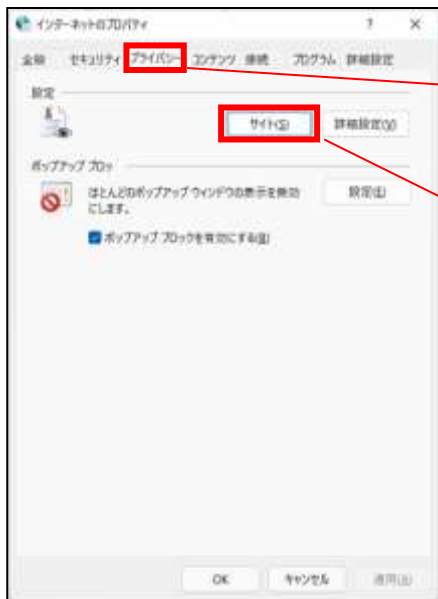 インターネットのプロパティ
?
全般 セキュリティ プライバシー コンテンツ 接続 プログラム 詳細設定
設定
サイト(S) 詳細設定(V)
ポップアップ ブロック
ほとんどのポップアップ ウィンドウの表示を無効 設定(E)
にします。
ポップアップ ブロックを有効にする(B)
OK キャンセル 適用(A)